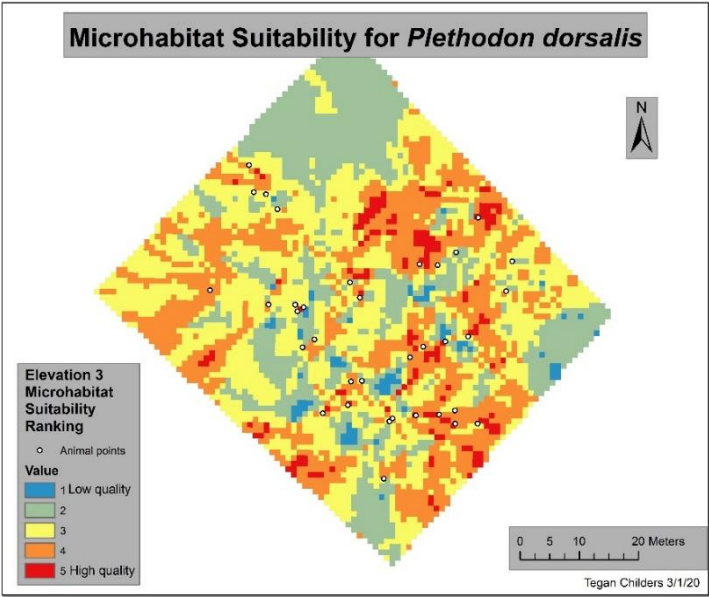 Microhabitat Suitability for Plethodon dorsalis
N
Elevation 3
Microhabitat
Suitability
Ranking
Animal points
Value
1 Low quality
2
3
4
5 High quality
0 5 10 20 Meters
Tegan Childers 3/1/20